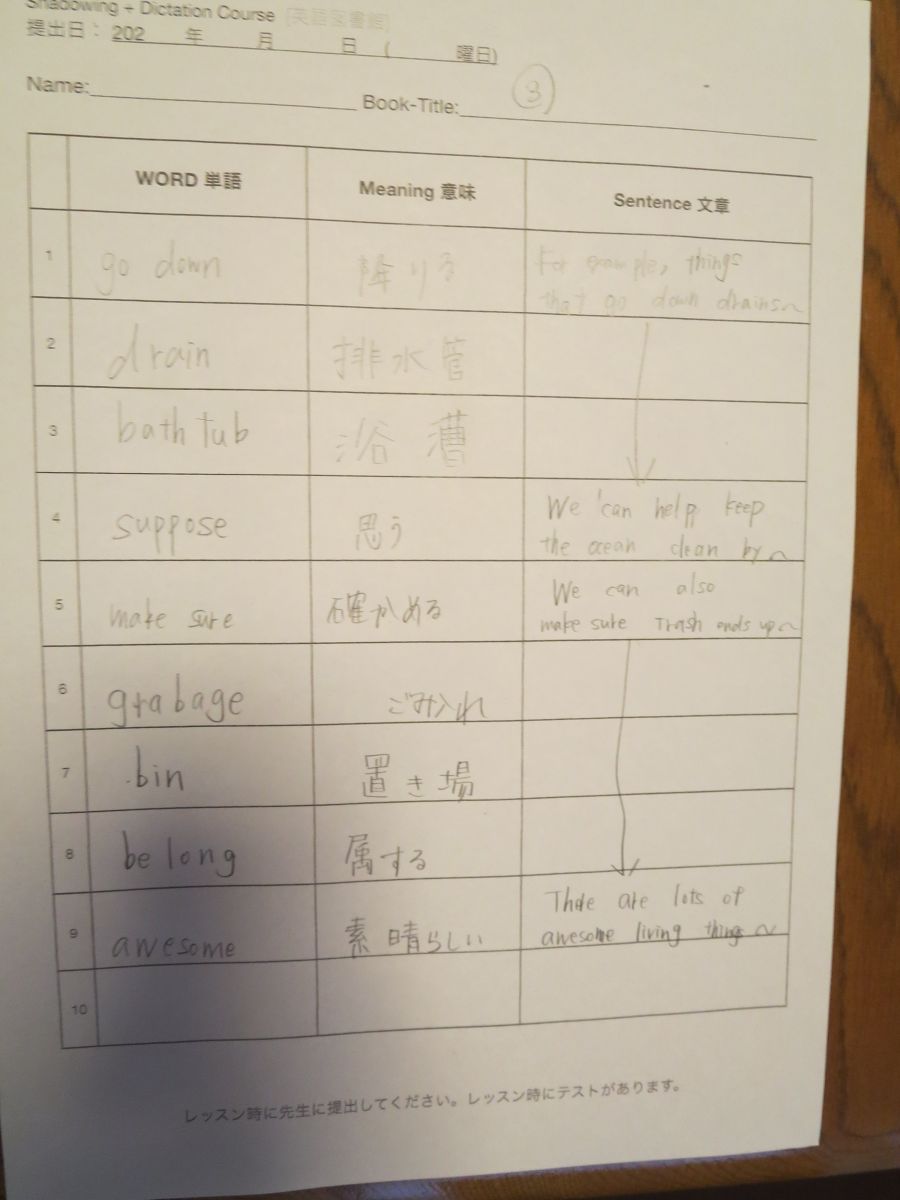 Shadowing + Dictation Course [英語図書館]
提出日： 202 年 月 日 ( 曜日)
Name: Book-Title: ③
WORD 単語 Meaning 意味 Sentence 文章
1 go down 降りる For example, things
that go down drains~
2 drain 排水管
3 bath tub 浴漕
4 suppose 思う We can help keep
the ocean clean by~
5 make sure 確かめる We can also
make sure Trash ends up~
6 grabage ごみ入れ
7 bin 置き場
8 belong 属する
9 awesome 素晴らしい There are lots of
awesome living things~
10
レッスン時に先生に提出してください。レッスン時にテストがあります。